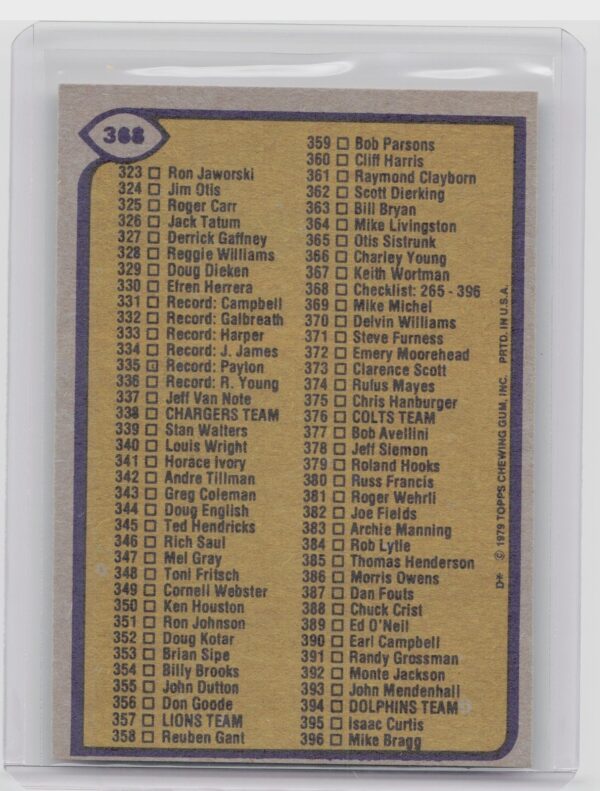 368
323 Ron Jaworski
324 Jim Otis
325 Roger Carr
326 Jack Tatum
327 Derrick Gaffney
328 Reggie Williams
329 Doug Dieken
330 Efren Herrera
331 Record: Campbell
332 Record: Galbreath
333 Record: Harper
334 Record: J. James
335 Record: Payton
336 Record: R. Young
337 Jeff Van Note
338 CHARGERS TEAM
339 Stan Walters
340 Louis Wright
341 Horace Ivory
342 Andre Tillman
343 Greg Coleman
344 Doug English
345 Ted Hendricks
346 Rich Saul
347 Mel Gray
348 Toni Fritsch
349 Cornell Webster
350 Ken Houston
351 Ron Johnson
352 Doug Kotar
353 Brian Sipe
354 Billy Brooks
355 John Dutton
356 Don Goode
357 LIONS TEAM
358 Reuben Gant
359 Bob Parsons
360 Cliff Harris
361 Raymond Clayborn
362 Scott Dierking
363 Bill Bryan
364 Mike Livingston
365 Otis Sistrunk
366 Charley Young
367 Keith Wortman
368 Checklist: 265 - 396
369 Mike Michel
370 Delvin Williams
371 Steve Furness
372 Emery Moorehead
373 Clarence Scott
374 Rufus Mayes
375 Chris Hanburger
376 COLTS TEAM
377 Bob Avellini
378 Jeff Siemon
379 Roland Hooks
380 Russ Francis
381 Roger Wehrli
382 Joe Fields
383 Archie Manning
384 Rob Lytle
385 Thomas Henderson
386 Morris Owens
387 Dan Fouts
388 Chuck Crist
389 Ed O'Neil
390 Earl Campbell
391 Randy Grossman
392 Monte Jackson
393 John Mendenhall
394 DOLPHINS TEAM
395 Isaac Curtis
396 Mike Bragg
D* © 1979 TOPPS CHEWING GUM, INC. PRTD. IN U.S.A.